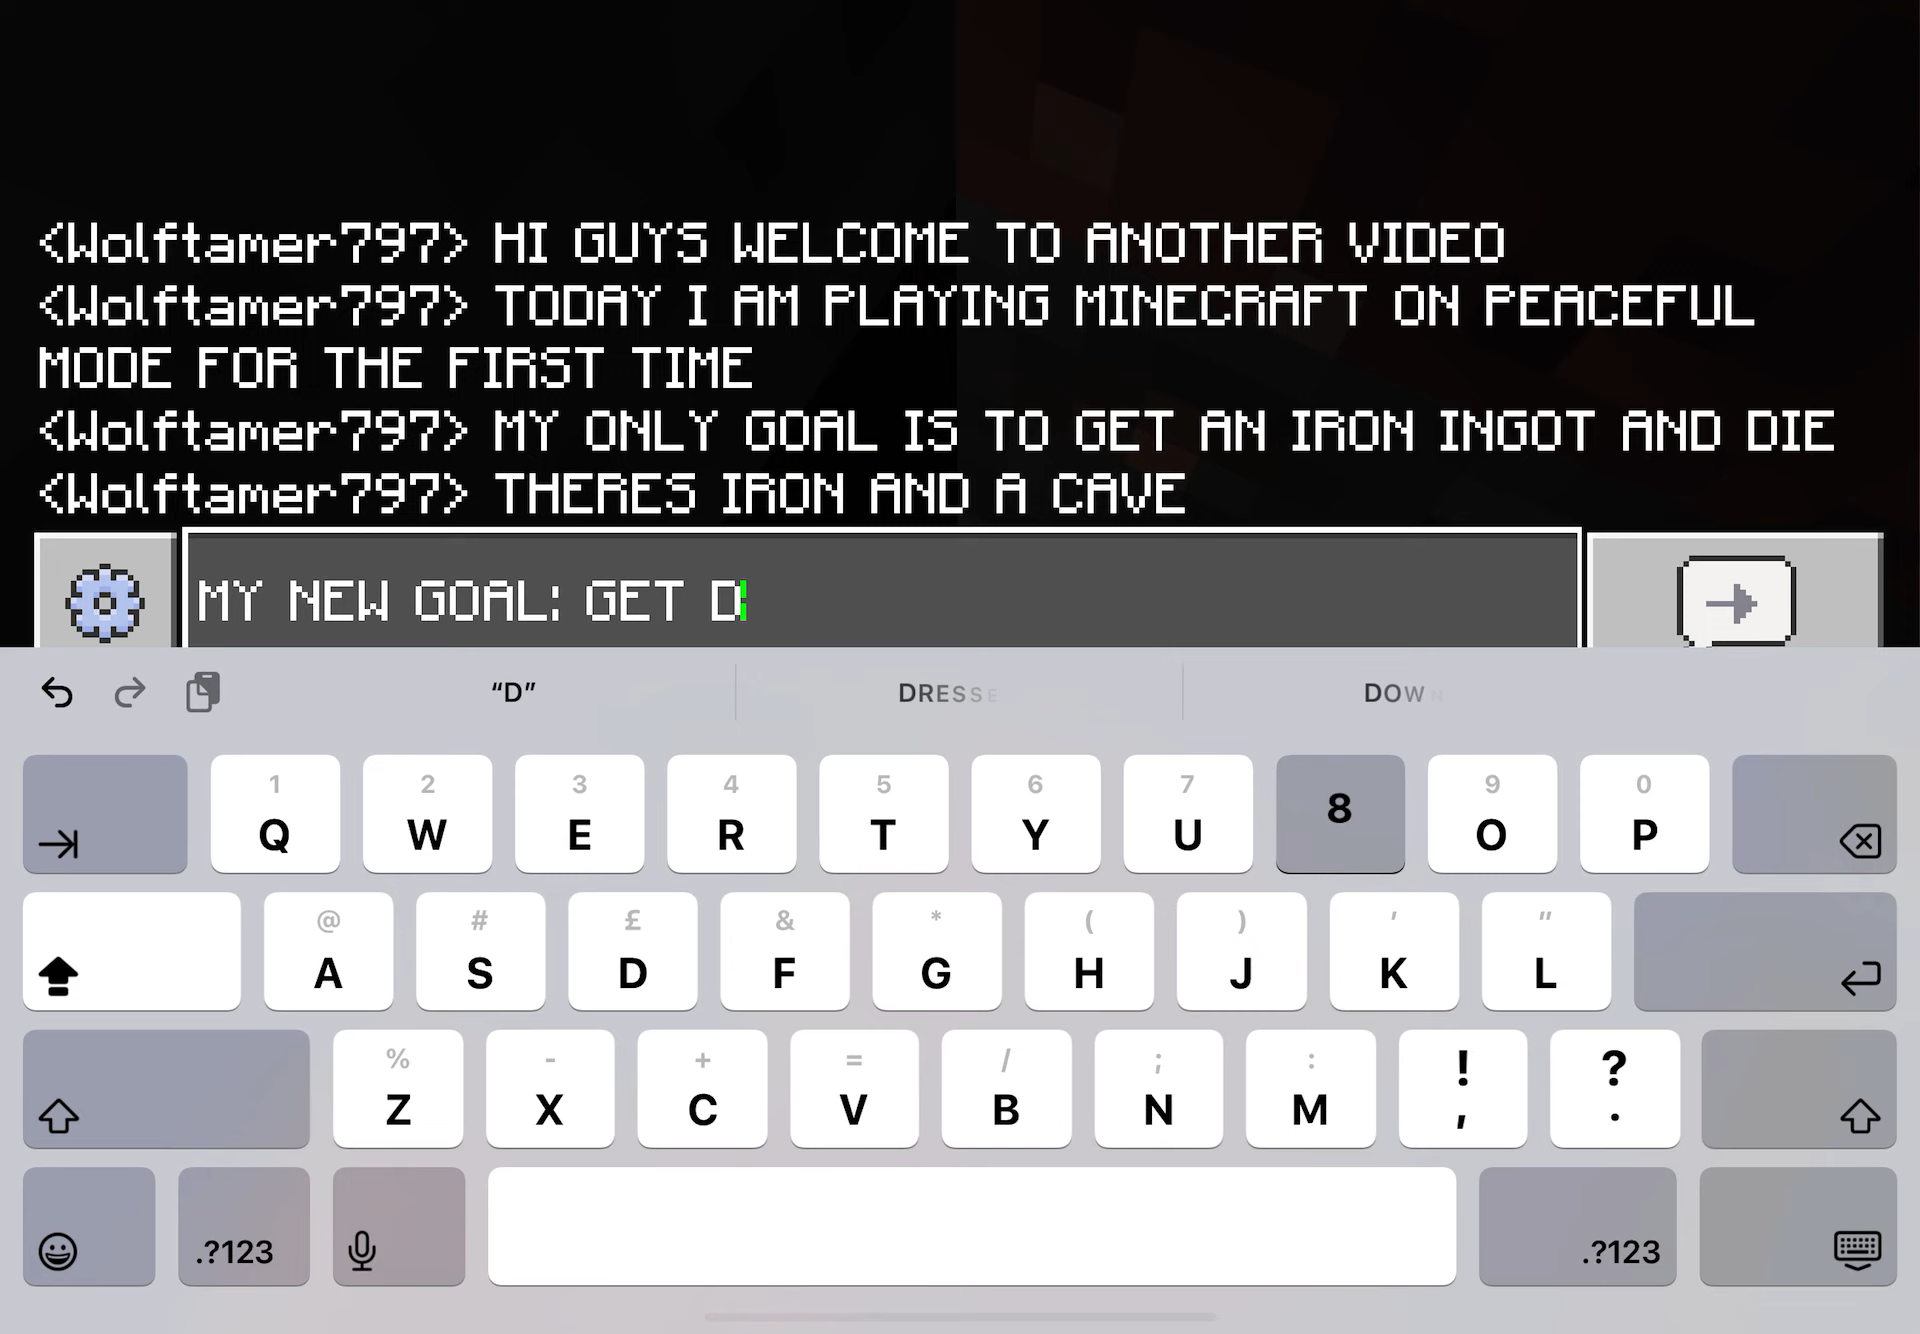 <Wolftamer797> HI GUYS WELCOME TO ANOTHER VIDEO
<Wolftamer797> TODAY I AM PLAYING MINECRAFT ON PEACEFUL
MODE FOR THE FIRST TIME
<Wolftamer797> MY ONLY GOAL IS TO GET AN IRON INGOT AND DIE
<Wolftamer797> THERES IRON AND A CAVE
MY NEW GOAL: GET D
“D” DRESSE DOWN
1 2 3 4 5 6 7 8 9 0
Q W E R T Y U O P
@ # £ & * ( ) ' "
A S D F G H J K L
% - + = / ; : ! ?
Z X C V B N M , .
.?123 .?123